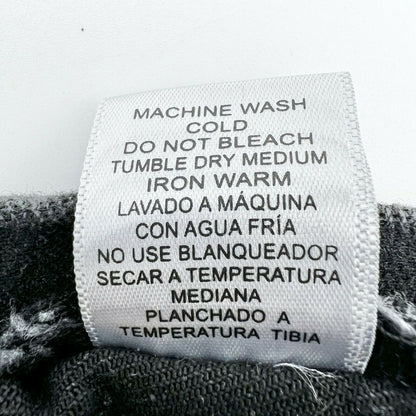 MACHINE WASH
COLD
DO NOT BLEACH
TUMBLE DRY MEDIUM
IRON WARM
LAVADO A MÁQUINA
CON AGUA FRÍA
NO USE BLANQUEADOR
SECAR A TEMPERATURA
MEDIANA
PLANCHADO A
TEMPERATURA TIBIA